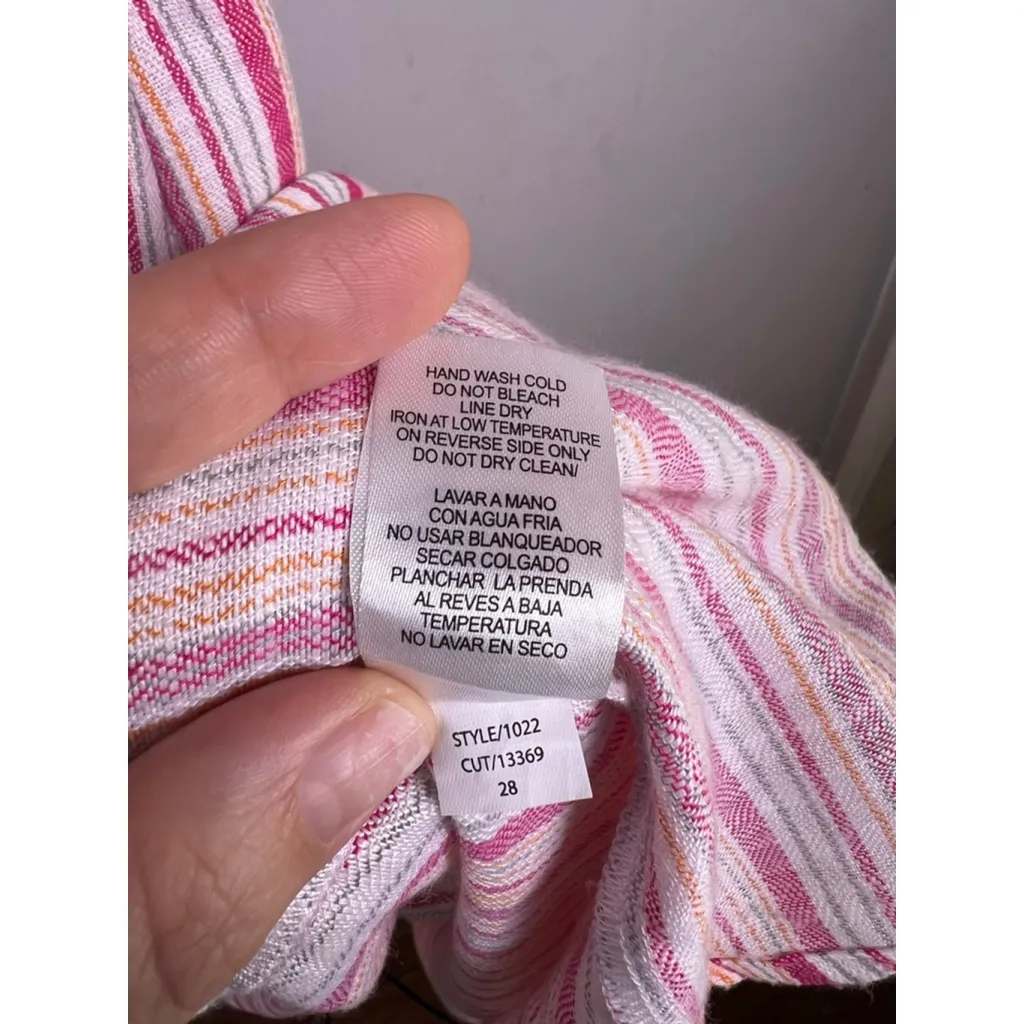 HAND WASH COLD
DO NOT BLEACH
LINE DRY
IRON AT LOW TEMPERATURE
ON REVERSE SIDE ONLY
DO NOT DRY CLEAN/
LAVAR A MANO
CON AGUA FRIA
NO USAR BLANQUEADOR
SECAR COLGADO
PLANCHAR LA PRENDA
AL REVES A BAJA
TEMPERATURA
NO LAVAR EN SECO
STYLE/1022
CUT/13369
28